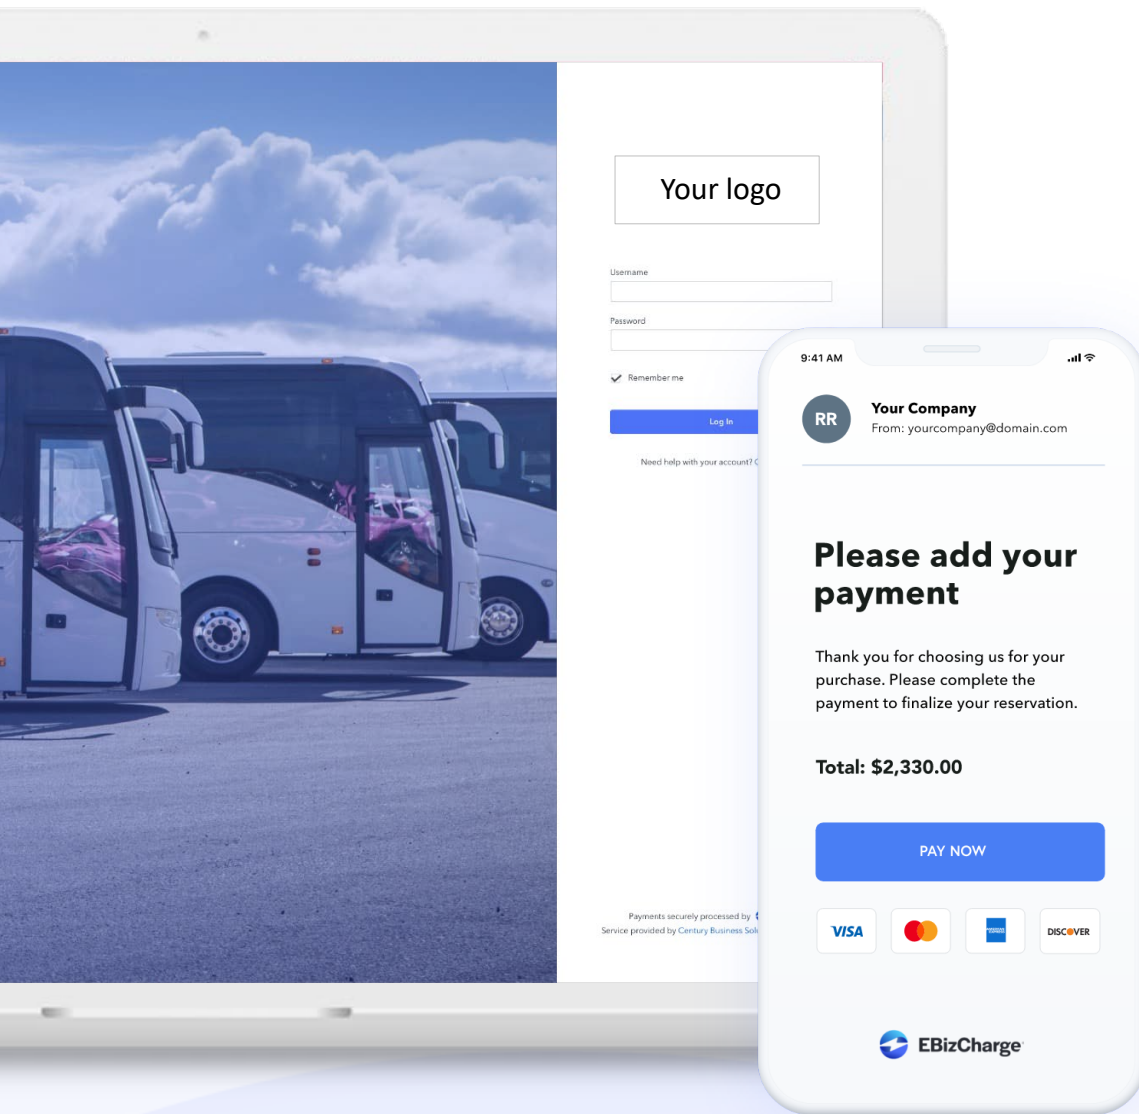 Your logo
Username
Password
Remember me
Log In
Need help with your account?
Payments securely processed by
Service provided by Century Business
9:41 AM
RR
Your Company
From: yourcompany@domain.com
Please add your
payment
Thank you for choosing us for your
purchase. Please complete the
payment to finalize your reservation.
Total: $2,330.00
PAY NOW
VISA
AMERICAN EXPRESS
DISCOVER
EBizCharge